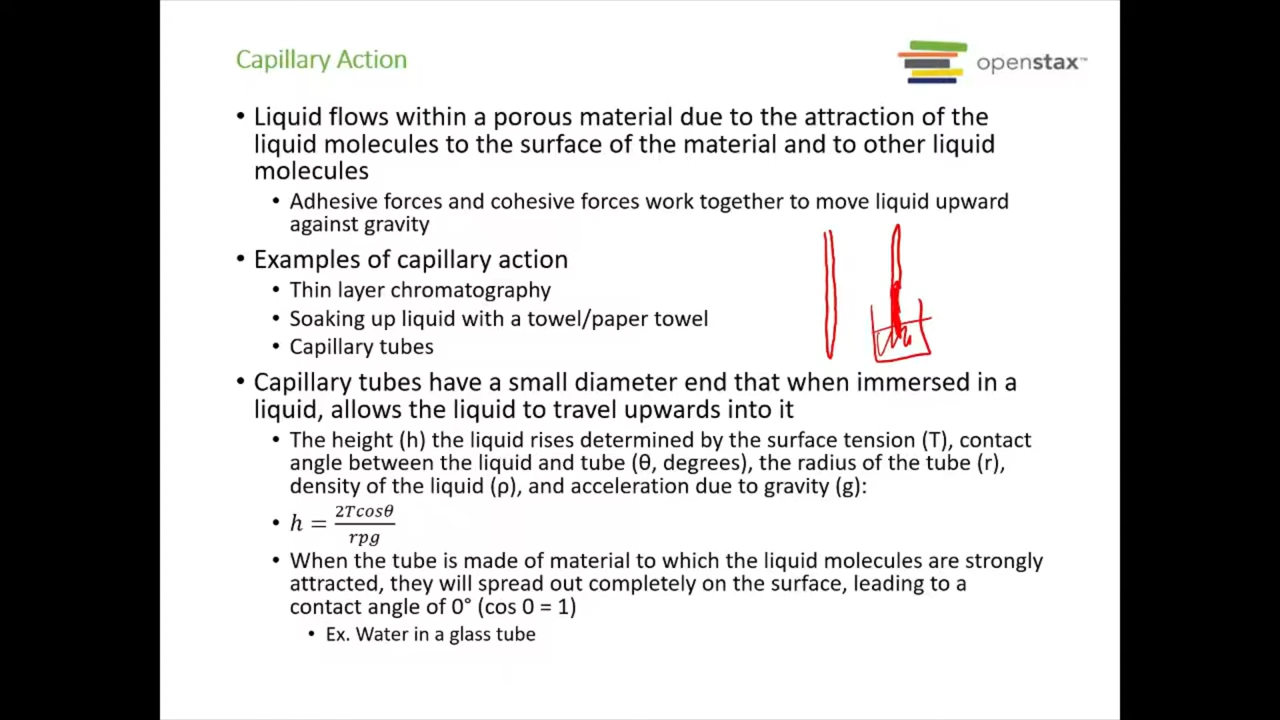 Capillary Action
openstax™
• Liquid flows within a porous material due to the attraction of the
liquid molecules to the surface of the material and to other liquid
molecules
• Adhesive forces and cohesive forces work together to move liquid upward
against gravity
• Examples of capillary action
• Thin layer chromatography
• Soaking up liquid with a towel/paper towel
• Capillary tubes
• Capillary tubes have a small diameter end that when immersed in a
liquid, allows the liquid to travel upwards into it
• The height (h) the liquid rises determined by the surface tension (T), contact
angle between the liquid and tube (θ, degrees), the radius of the tube (r),
density of the liquid (ρ), and acceleration due to gravity (g):
• h = 2Tcosθ / rpg
• When the tube is made of material to which the liquid molecules are strongly
attracted, they will spread out completely on the surface, leading to a
contact angle of 0° (cos 0 = 1)
• Ex. Water in a glass tube